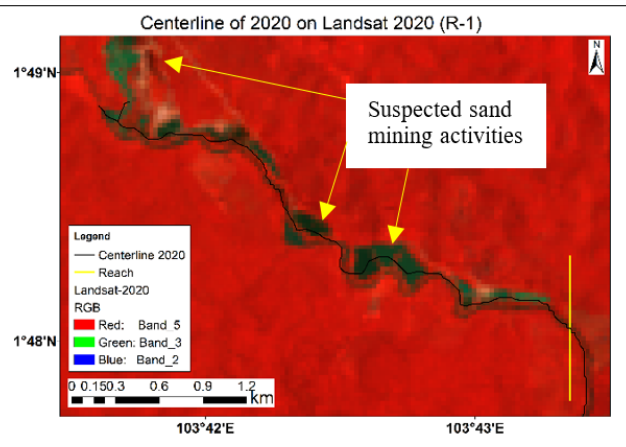 Centerline of 2020 on Landsat 2020 (R-1)
N
1°49'N
Suspected sand
mining activities
Legend
Centerline 2020
Reach
Landsat-2020
RGB
Red: Band_5
Green: Band_3
Blue: Band_2
1°48'N
0 0.150.3 0.6 0.9 1.2
km
103°42'E 103°43'E